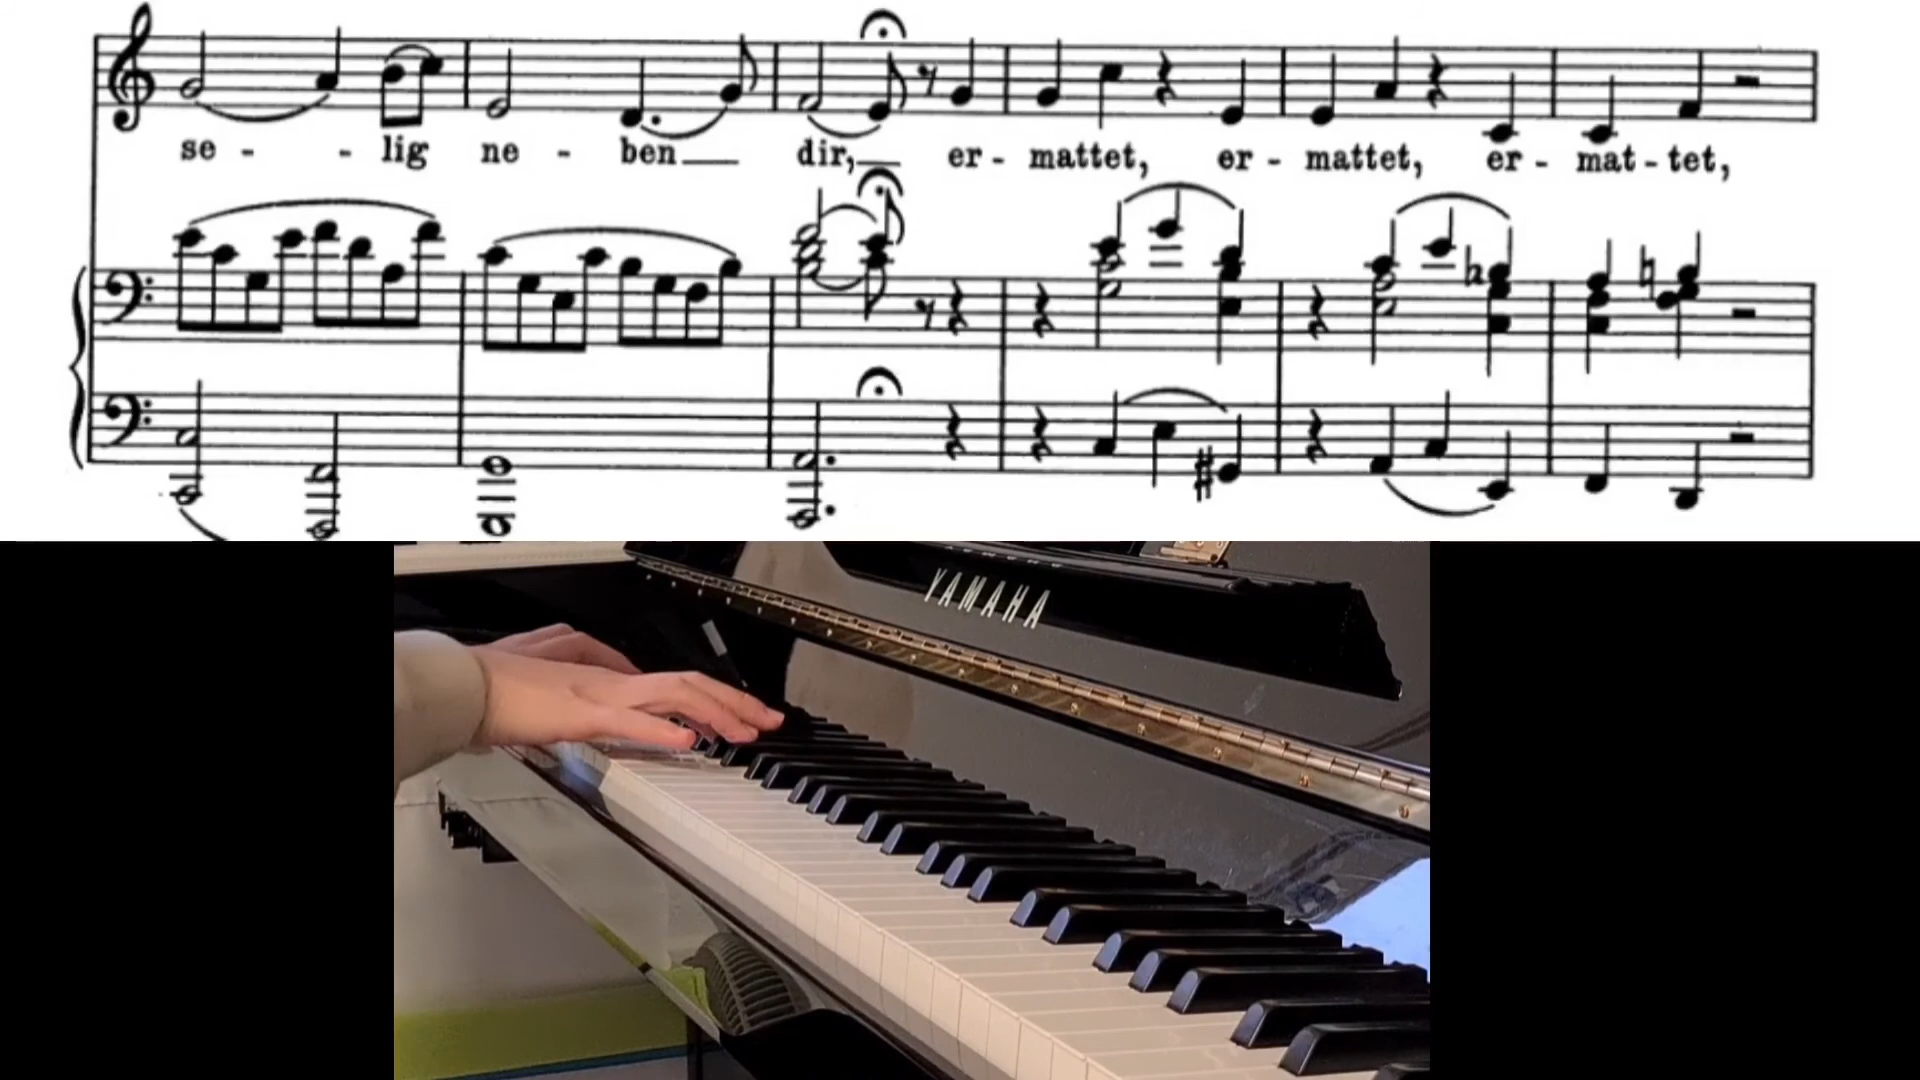 se - - lig ne - ben dir, er - mattet, er - mattet, er - mat - tet,
YAMAHA